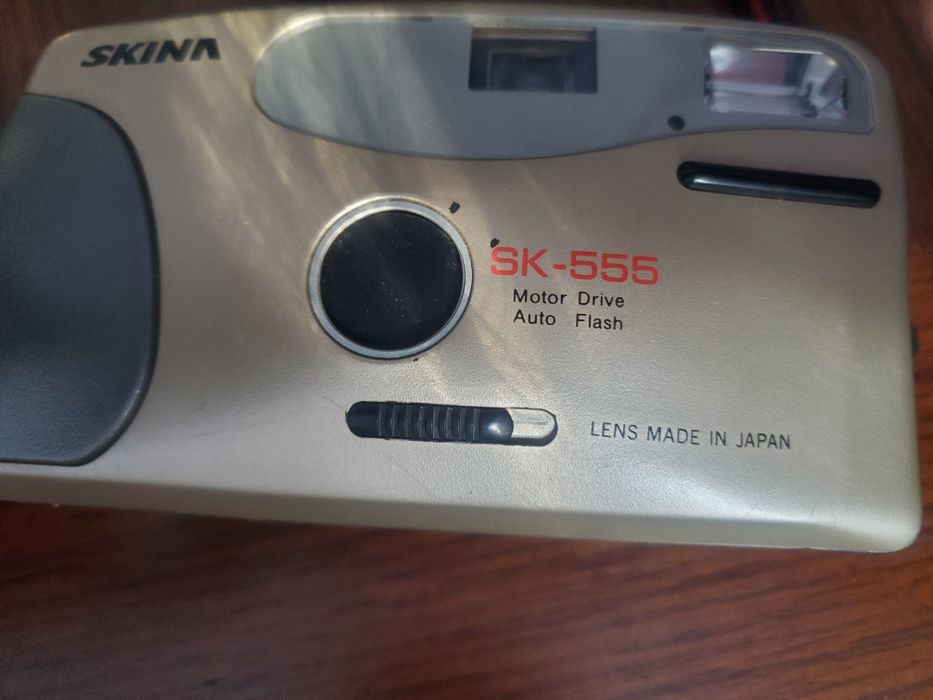 SKINA
SK-555
Motor Drive
Auto Flash
LENS MADE IN JAPAN